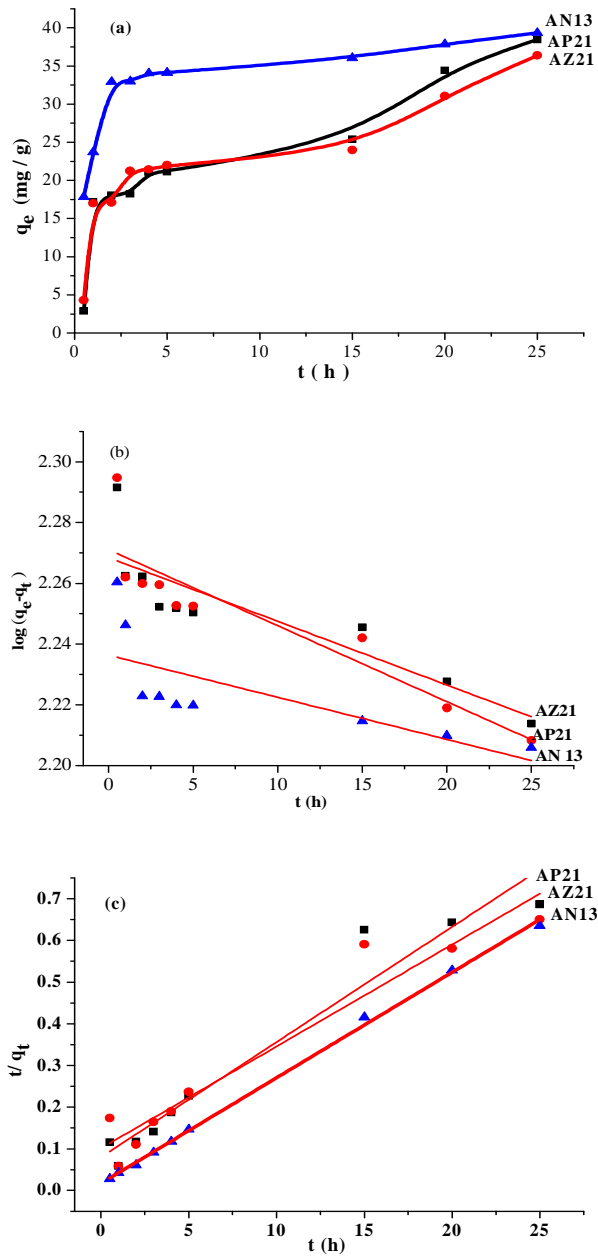 (a)
AN13
AP21
AZ21
40
35
30
25
20
15
10
5
0
qe (mg / g)
0 5 10 15 20 25
t ( h )
(b)
2.30
2.28
2.26
2.24
2.22
2.20
log (qe-qt)
AZ21
AP21
AN 13
0 5 10 15 20 25
t (h)
(c)
AP21
AZ21
AN13
0.7
0.6
0.5
0.4
0.3
0.2
0.1
0.0
t/ qt
0 5 10 15 20 25
t (h)